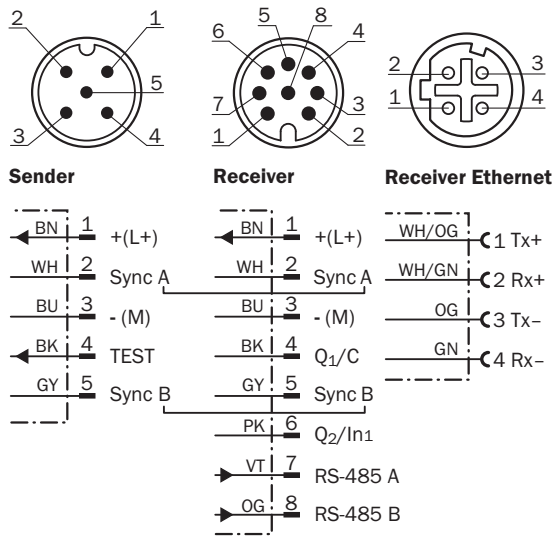 2 1
5
3 4
5 8
6 4
7 3
1 2
2 3
1 4
Sender
BN 1 +(L+)
WH 2 Sync A
BU 3 - (M)
BK 4 TEST
GY 5 Sync B
Receiver
BN 1 +(L+)
WH 2 Sync A
BU 3 - (M)
BK 4 Q1/C
GY 5 Sync B
PK 6 Q2/In1
VT 7 RS-485 A
OG 8 RS-485 B
Receiver Ethernet
WH/OG 1 Tx+
WH/GN 2 Rx+
OG 3 Tx–
GN 4 Rx–